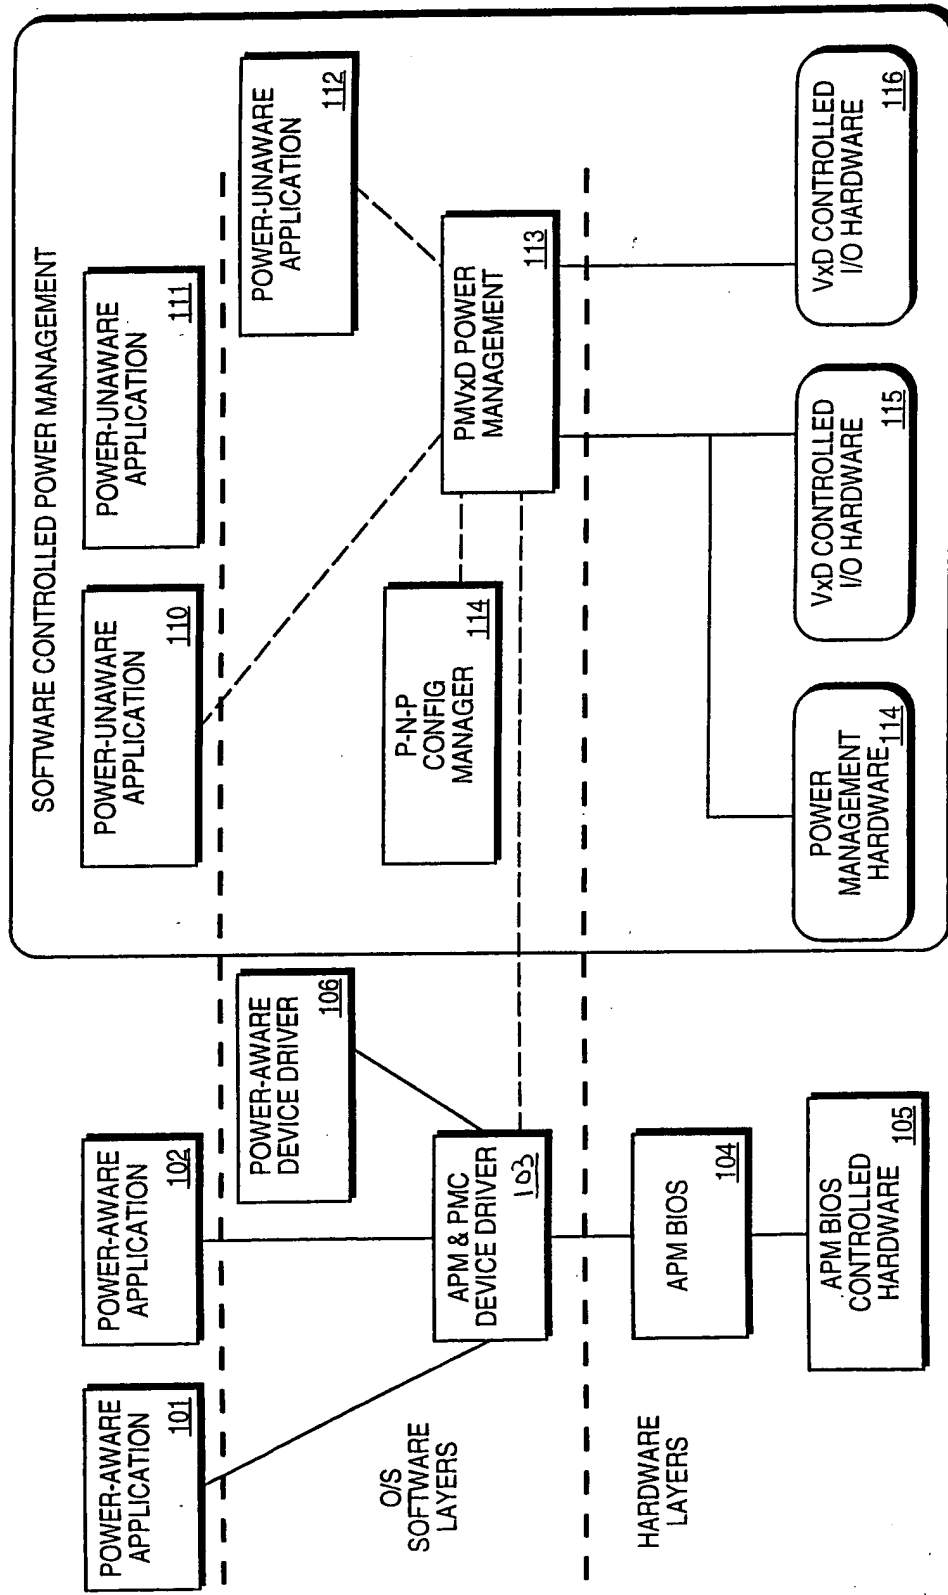 SOFTWARE CONTROLLED POWER MANAGEMENT
POWER-AWARE
APPLICATION
101
POWER-AWARE
APPLICATION
102
POWER-UNAWARE
APPLICATION
110
POWER-UNAWARE
APPLICATION
111
POWER-AWARE
DEVICE DRIVER
106
POWER-UNAWARE
APPLICATION
112
O/S
SOFTWARE
LAYERS
APM & PMC
DEVICE DRIVER
103
P-N-P
CONFIG
MANAGER
114
PMVxD POWER
MANAGEMENT
113
HARDWARE
LAYERS
APM BIOS
104
APM BIOS
CONTROLLED
HARDWARE
105
POWER
MANAGEMENT
HARDWARE 114
VxD CONTROLLED
I/O HARDWARE
115
VxD CONTROLLED
I/O HARDWARE
116